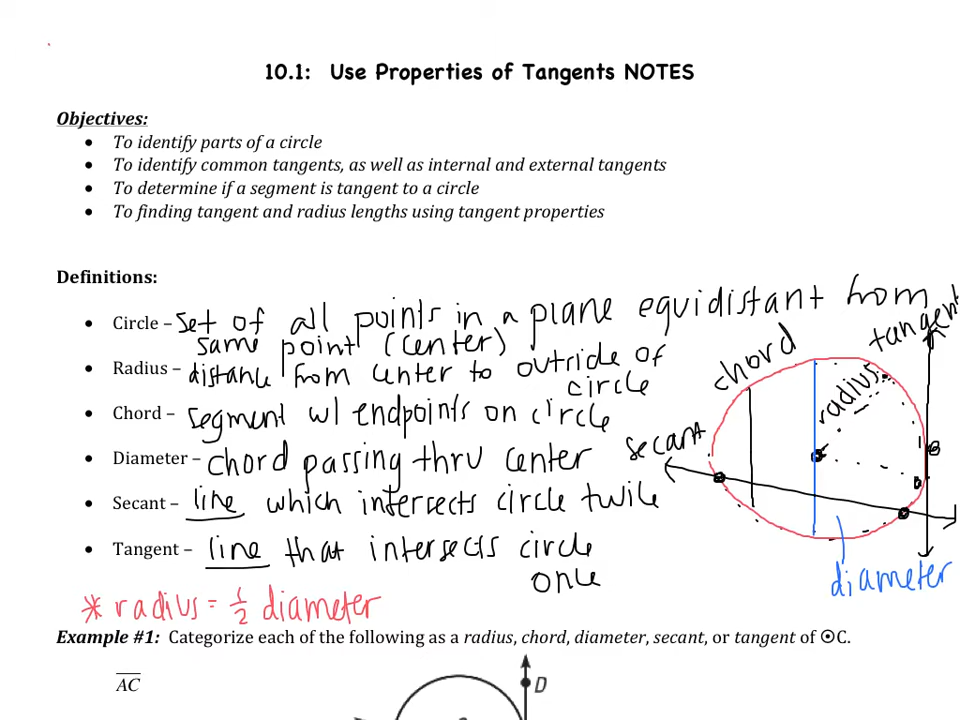 10.1: Use Properties of Tangents NOTES
Objectives:
• To identify parts of a circle
• To identify common tangents, as well as internal and external tangents
• To determine if a segment is tangent to a circle
• To finding tangent and radius lengths using tangent properties
Definitions:
• Circle – set of all points in a plane equidistant from
same point (center)
• Radius – distance from center to outside of
circle
• Chord – segment w/ endpoints on circle
• Diameter – chord passing thru center
• Secant – line which intersects circle twice
• Tangent – line that intersects circle
once
chord
tangent
radius
secant
B
diameter
* radius = 1/2 diameter
Example #1: Categorize each of the following as a radius, chord, diameter, secant, or tangent of ⊙C.
AC
D